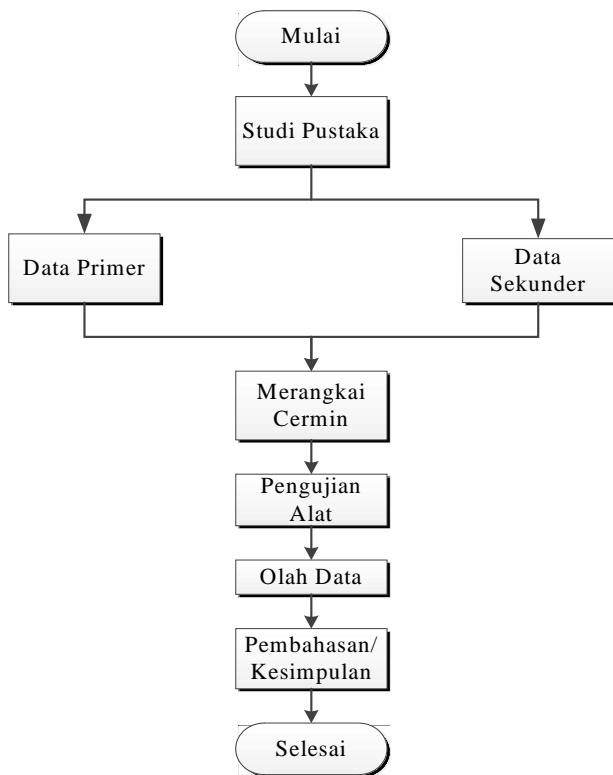 Mulai
Studi Pustaka
Data Primer
Data
Sekunder
Merangkai
Cermin
Pengujian
Alat
Olah Data
Pembahasan/
Kesimpulan
Selesai